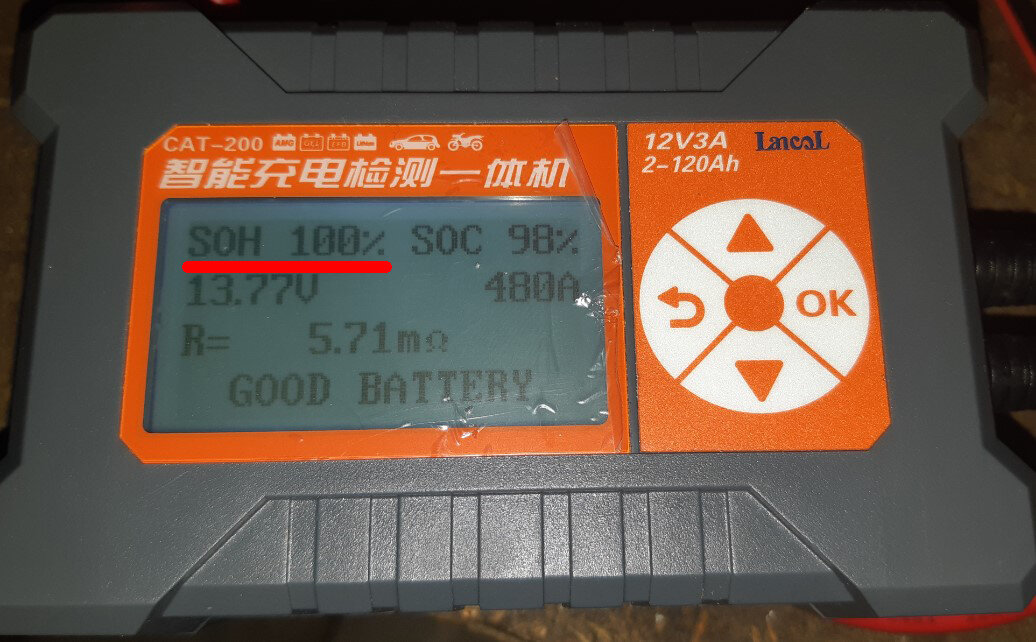 CAT-200
智能充电检测一体机
SOH 100% SOC 98%
13.77V 480A
R= 5.71mΩ
GOOD BATTERY
12V3A LancoL
2-120Ah
OK